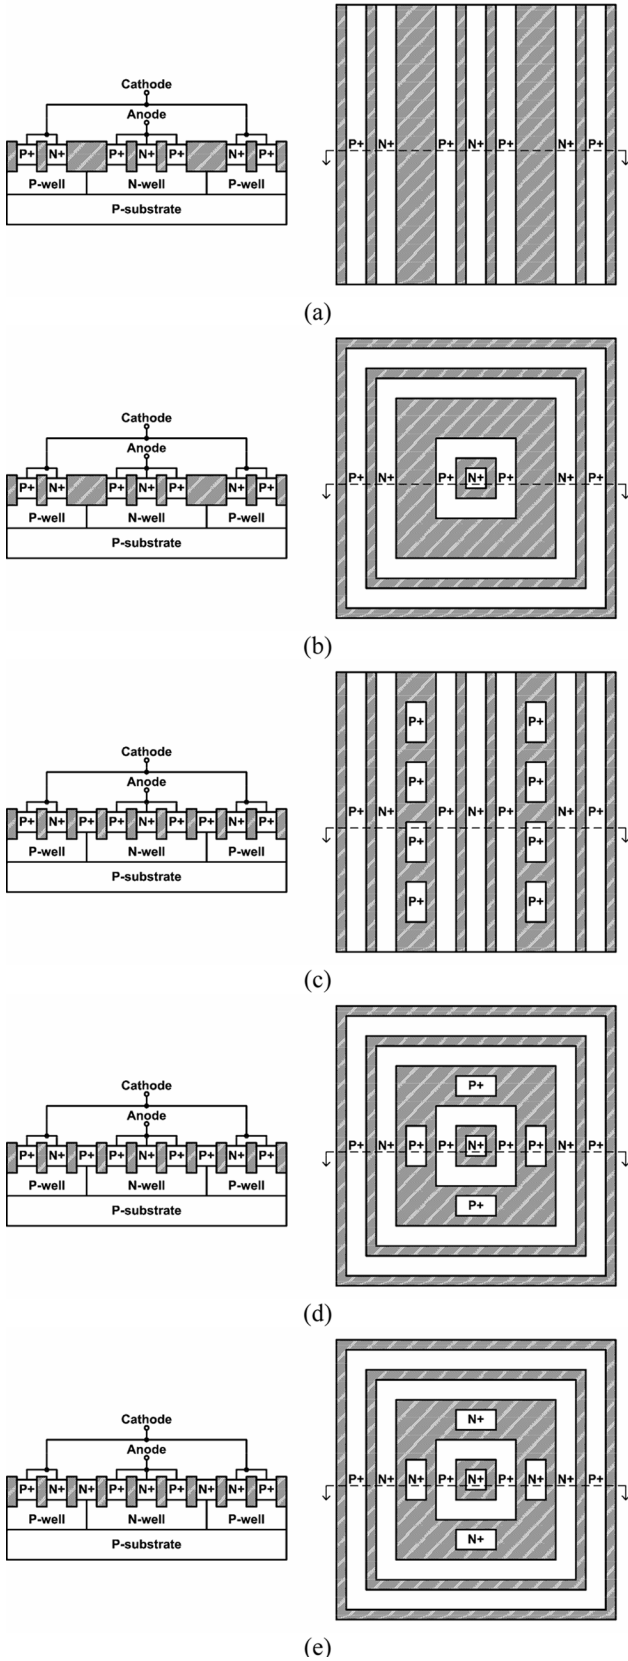 Cathode
Anode
P+ N+ P+ N+ P+ N+ P+
P-well N-well P-well
P-substrate
P+ N+ P+ N+ P+ N+ P+
(a)
Cathode
Anode
P+ N+ P+ N+ P+ N+ P+
P-well N-well P-well
P-substrate
P+ N+ P+ N+ P+ N+ P+
(b)
Cathode
Anode
P+ N+ P+ P+ N+ P+ P+ N+ P+
P-well N-well P-well
P-substrate
P+ P+
P+ P+
P+ N+ P+ N+ P+ N+ P+
P+ P+
P+ P+
(c)
Cathode
Anode
P+ N+ P+ P+ N+ P+ P+ N+ P+
P-well N-well P-well
P-substrate
P+
P+ N+ P+ P+ N+ P+ P+ N+ P+
P+
(d)
Cathode
Anode
P+ N+ N+ P+ N+ P+ N+ N+ P+
P-well N-well P-well
P-substrate
N+
P+ N+ N+ P+ N+ P+ N+ N+ P+
N+
(e)